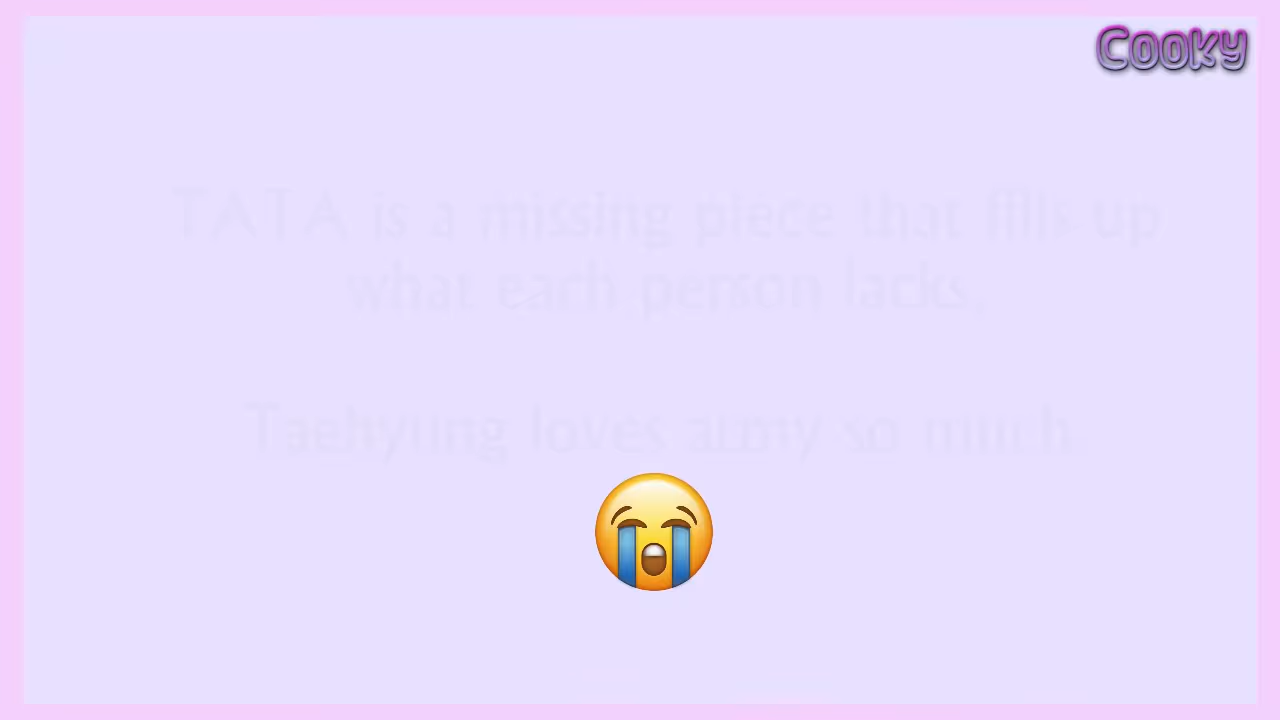 Cooky
TATA is a missing piece that fills up
what each person lacks,
Taehyung loves army so much.